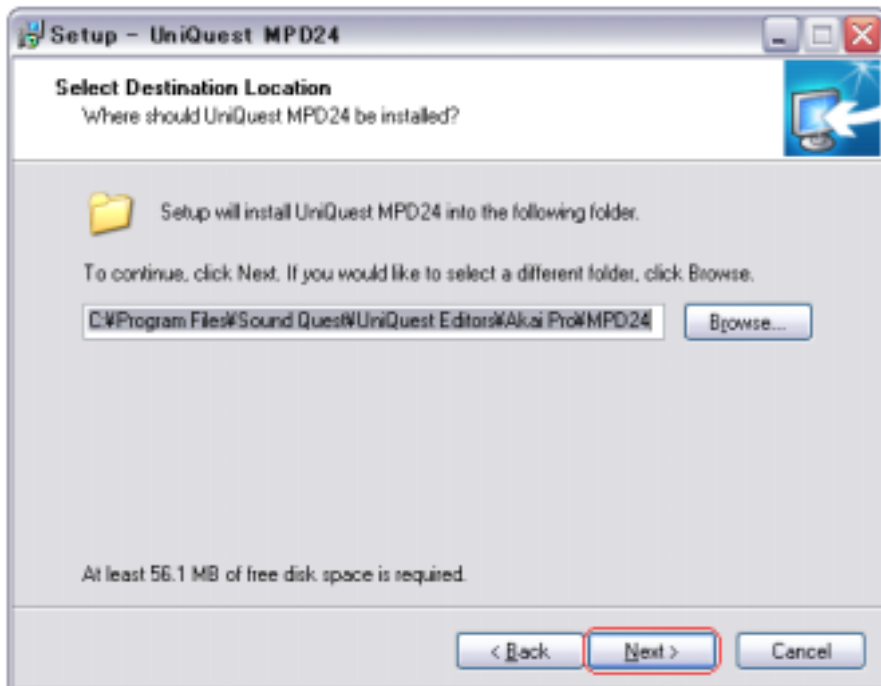 Setup - UniQuest MPD24
Select Destination Location
Where should UniQuest MPD24 be installed?
Setup will install UniQuest MPD24 into the following folder.
To continue, click Next. If you would like to select a different folder, click Browse.
C:¥Program Files¥Sound Quest¥UniQuest Editors¥Akai Pro¥MPD24
Browse...
At least 56.1 MB of free disk space is required.
< Back
Next >
Cancel